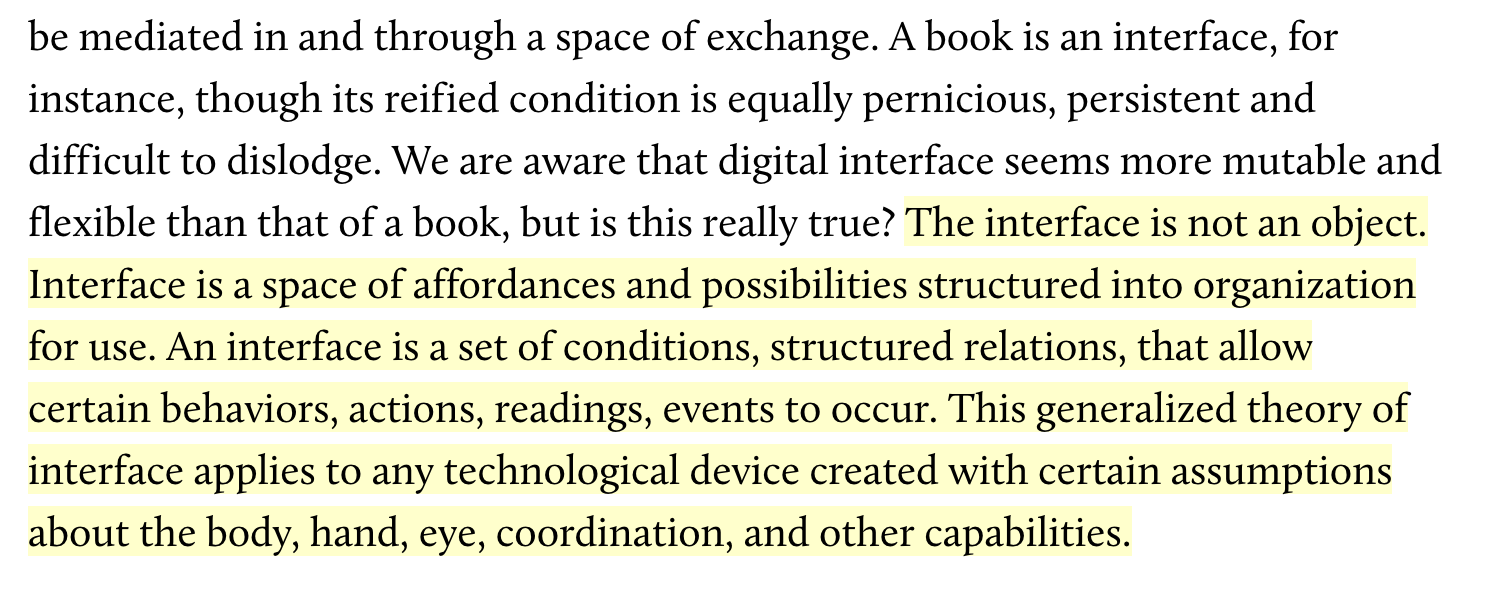 be mediated in and through a space of exchange. A book is an interface, for
instance, though its reified condition is equally pernicious, persistent and
difficult to dislodge. We are aware that digital interface seems more mutable and
flexible than that of a book, but is this really true? The interface is not an object.
Interface is a space of affordances and possibilities structured into organization
for use. An interface is a set of conditions, structured relations, that allow
certain behaviors, actions, readings, events to occur. This generalized theory of
interface applies to any technological device created with certain assumptions
about the body, hand, eye, coordination, and other capabilities.